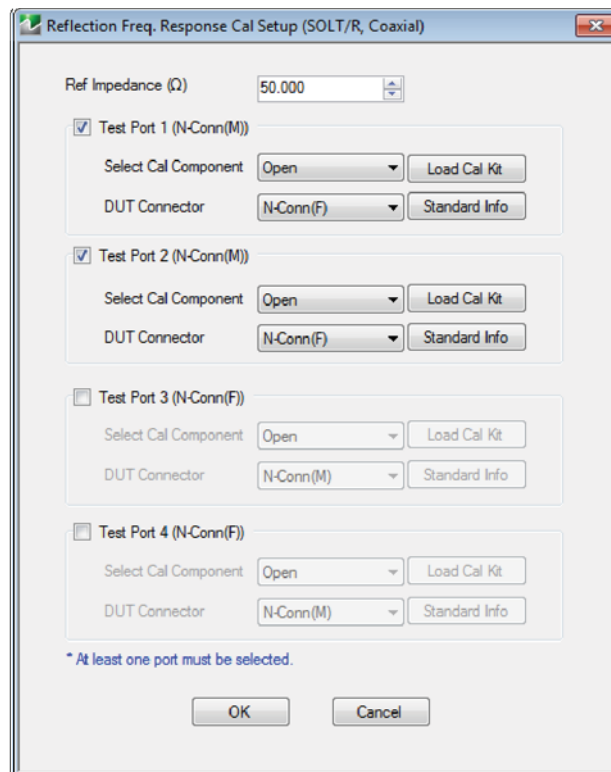 Reflection Freq. Response Cal Setup (SOLT/R, Coaxial)
Ref Impedance (Ω) 50.000
Test Port 1 (N-Conn(M))
Select Cal Component Open Load Cal Kit
DUT Connector N-Conn(F) Standard Info
Test Port 2 (N-Conn(M))
Select Cal Component Open Load Cal Kit
DUT Connector N-Conn(F) Standard Info
Test Port 3 (N-Conn(F))
Select Cal Component Open Load Cal Kit
DUT Connector N-Conn(M) Standard Info
Test Port 4 (N-Conn(F))
Select Cal Component Open Load Cal Kit
DUT Connector N-Conn(M) Standard Info
* At least one port must be selected.
OK Cancel